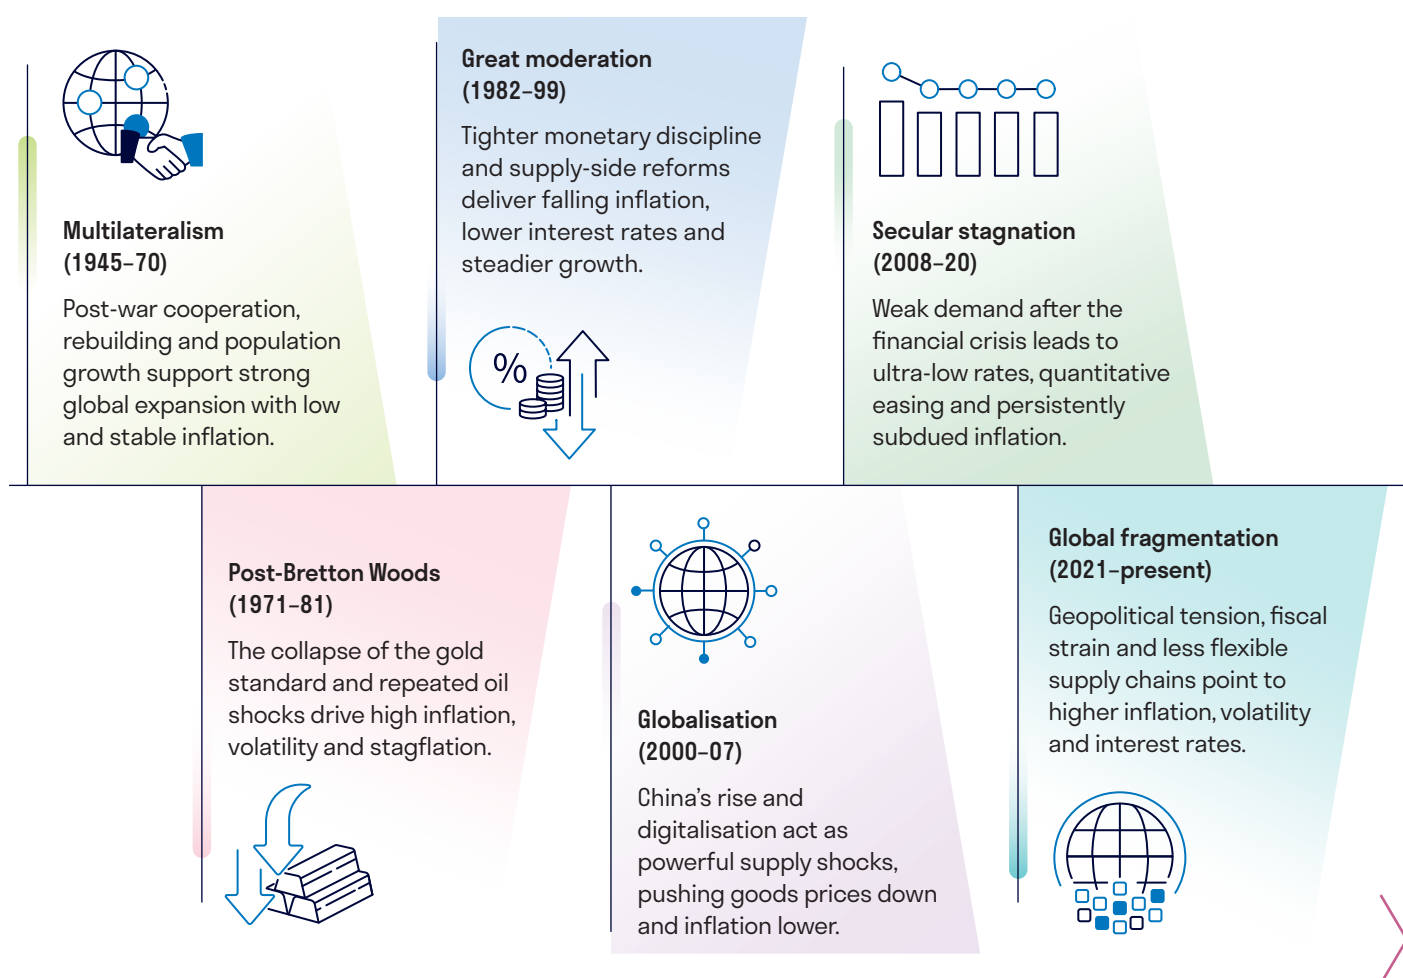 Multilateralism
(1945–70)
Post-war cooperation,
rebuilding and population
growth support strong
global expansion with low
and stable inflation.
Post-Bretton Woods
(1971–81)
The collapse of the gold
standard and repeated oil
shocks drive high inflation,
volatility and stagflation.
Great moderation
(1982–99)
Tighter monetary discipline
and supply-side reforms
deliver falling inflation,
lower interest rates and
steadier growth.
%
Globalisation
(2000–07)
China’s rise and
digitalisation act as
powerful supply shocks,
pushing goods prices down
and inflation lower.
Secular stagnation
(2008–20)
Weak demand after the
financial crisis leads to
ultra-low rates, quantitative
easing and persistently
subdued inflation.
Global fragmentation
(2021–present)
Geopolitical tension, fiscal
strain and less flexible
supply chains point to
higher inflation, volatility
and interest rates.